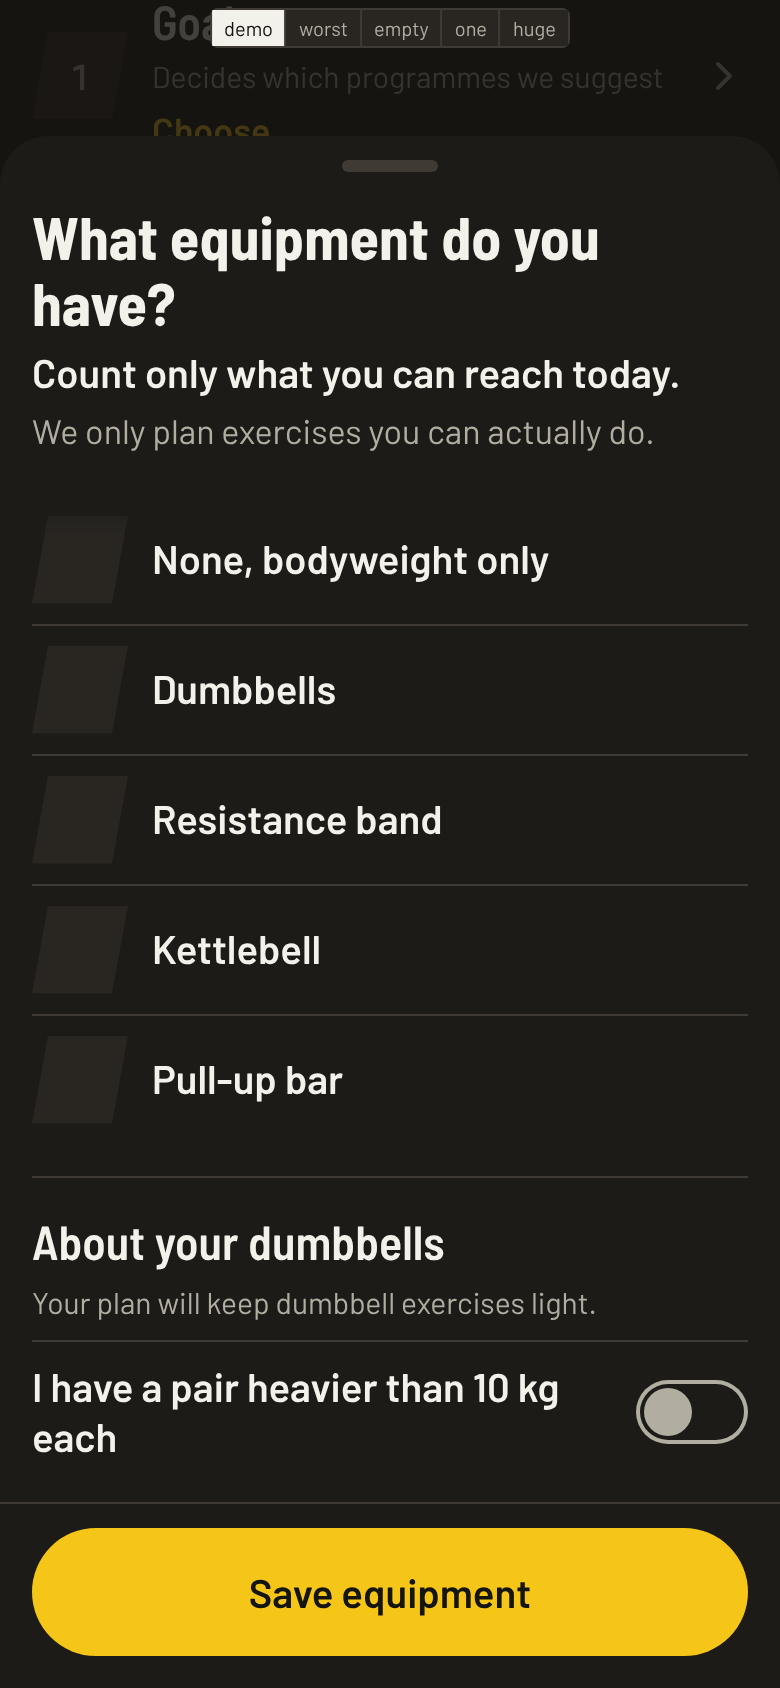 Goal
demo
worst
empty
one
huge
1
Decides which programmes we suggest
Choose
What equipment do you
have?
Count only what you can reach today.
We only plan exercises you can actually do.
None, bodyweight only
Dumbbells
Resistance band
Kettlebell
Pull-up bar
About your dumbbells
Your plan will keep dumbbell exercises light.
I have a pair heavier than 10 kg
each
Save equipment